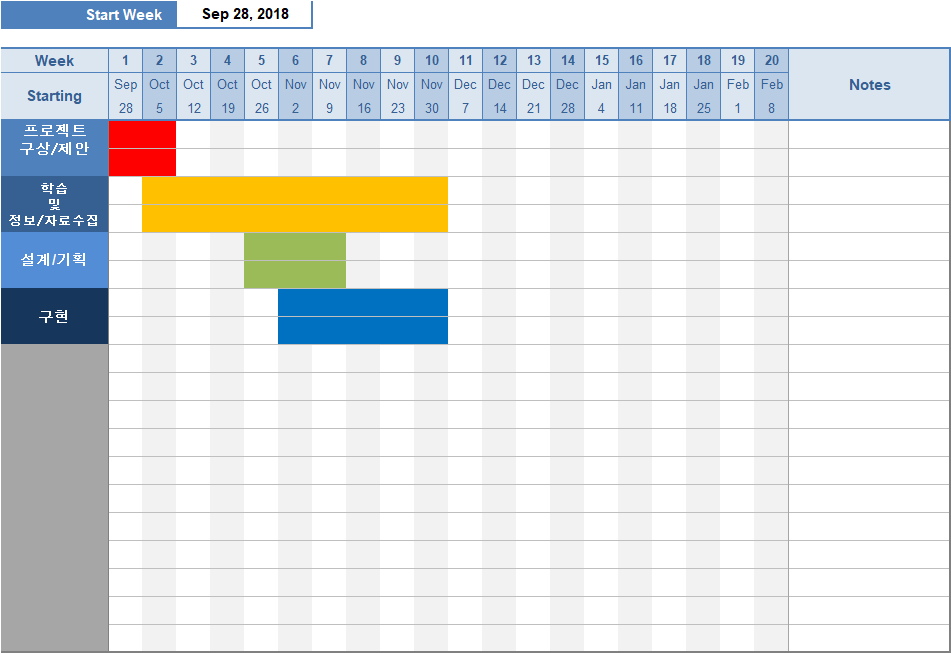 Start Week Sep 28, 2018
Week 1 2 3 4 5 6 7 8 9 10 11 12 13 14 15 16 17 18 19 20
Starting Sep Oct Oct Oct Oct Nov Nov Nov Nov Nov Dec Dec Dec Dec Jan Jan Jan Jan Feb Feb Notes
28 5 12 19 26 2 9 16 23 30 7 14 21 28 4 11 18 25 1 8
프로젝트
구상/제안
학습
및
정보/자료수집
설계/기획
구현